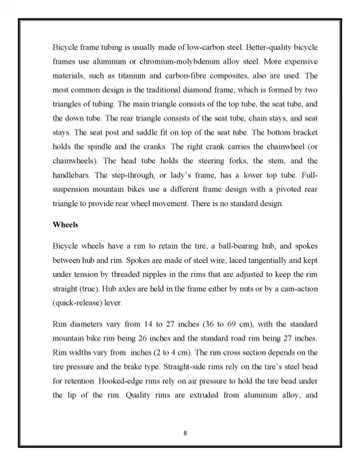 Bicycle frame tubing is usually made of low-carbon steel. Better-quality bicycle
frames use aluminum or chromium-molybdenum alloy steel. More expensive
materials, such as titanium and carbon-fibre composites, also are used. The
most common design is the traditional diamond frame, which is formed by two
triangles of tubing. The main triangle consists of the top tube, the seat tube, and
the down tube. The rear triangle consists of the seat tube, chain stays, and seat
stays. The seat post and saddle fit on top of the seat tube. The bottom bracket
holds the spindle and the cranks. The right crank carries the chainwheel (or
chainwheels). The head tube holds the steering forks, the stem, and the
handlebars. The step-through, or lady's frame, has a lower top tube. Full-
suspension mountain bikes use a different frame design with a pivoted rear
triangle to provide rear wheel movement. There is no standard design.
Wheels
Bicycle wheels have a rim to retain the tire, a ball-bearing hub, and spokes
between hub and rim. Spokes are made of steel wire, laced tangentially and kept
under tension by threaded nipples in the rims that are adjusted to keep the rim
straight (true). Hub axles are held in the frame either by nuts or by a cam-action
(quick-release) lever.
Rim diameters vary from 14 to 27 inches (36 to 69 cm), with the standard
mountain bike rim being 26 inches and the standard road rim being 27 inches.
Rim widths vary from inches (2 to 4 cm). The rim cross section depends on the
tire pressure and the brake type. Straight-side rims rely on the tire's steel bead
for retention. Hooked-edge rims rely on air pressure to hold the tire bead under
the lip of the rim. Quality rims are extruded from aluminum alloy, and
8